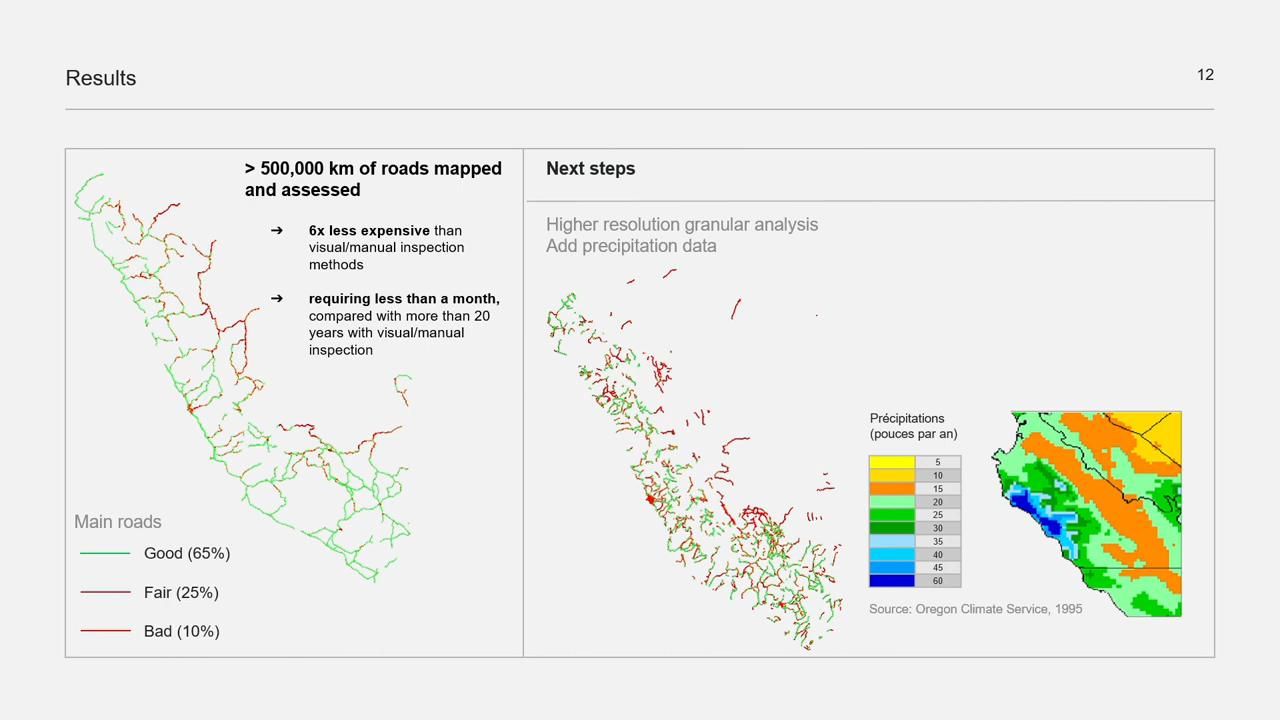 Results
12
> 500,000 km of roads mapped
and assessed
➔ 6x less expensive than
visual/manual inspection
methods
➔ requiring less than a month,
compared with more than 20
years with visual/manual
inspection
Main roads
Good (65%)
Fair (25%)
Bad (10%)
Next steps
Higher resolution granular analysis
Add precipitation data
Précipitations
(pouces par an)
5
10
15
20
25
30
35
40
45
60
Source: Oregon Climate Service, 1995